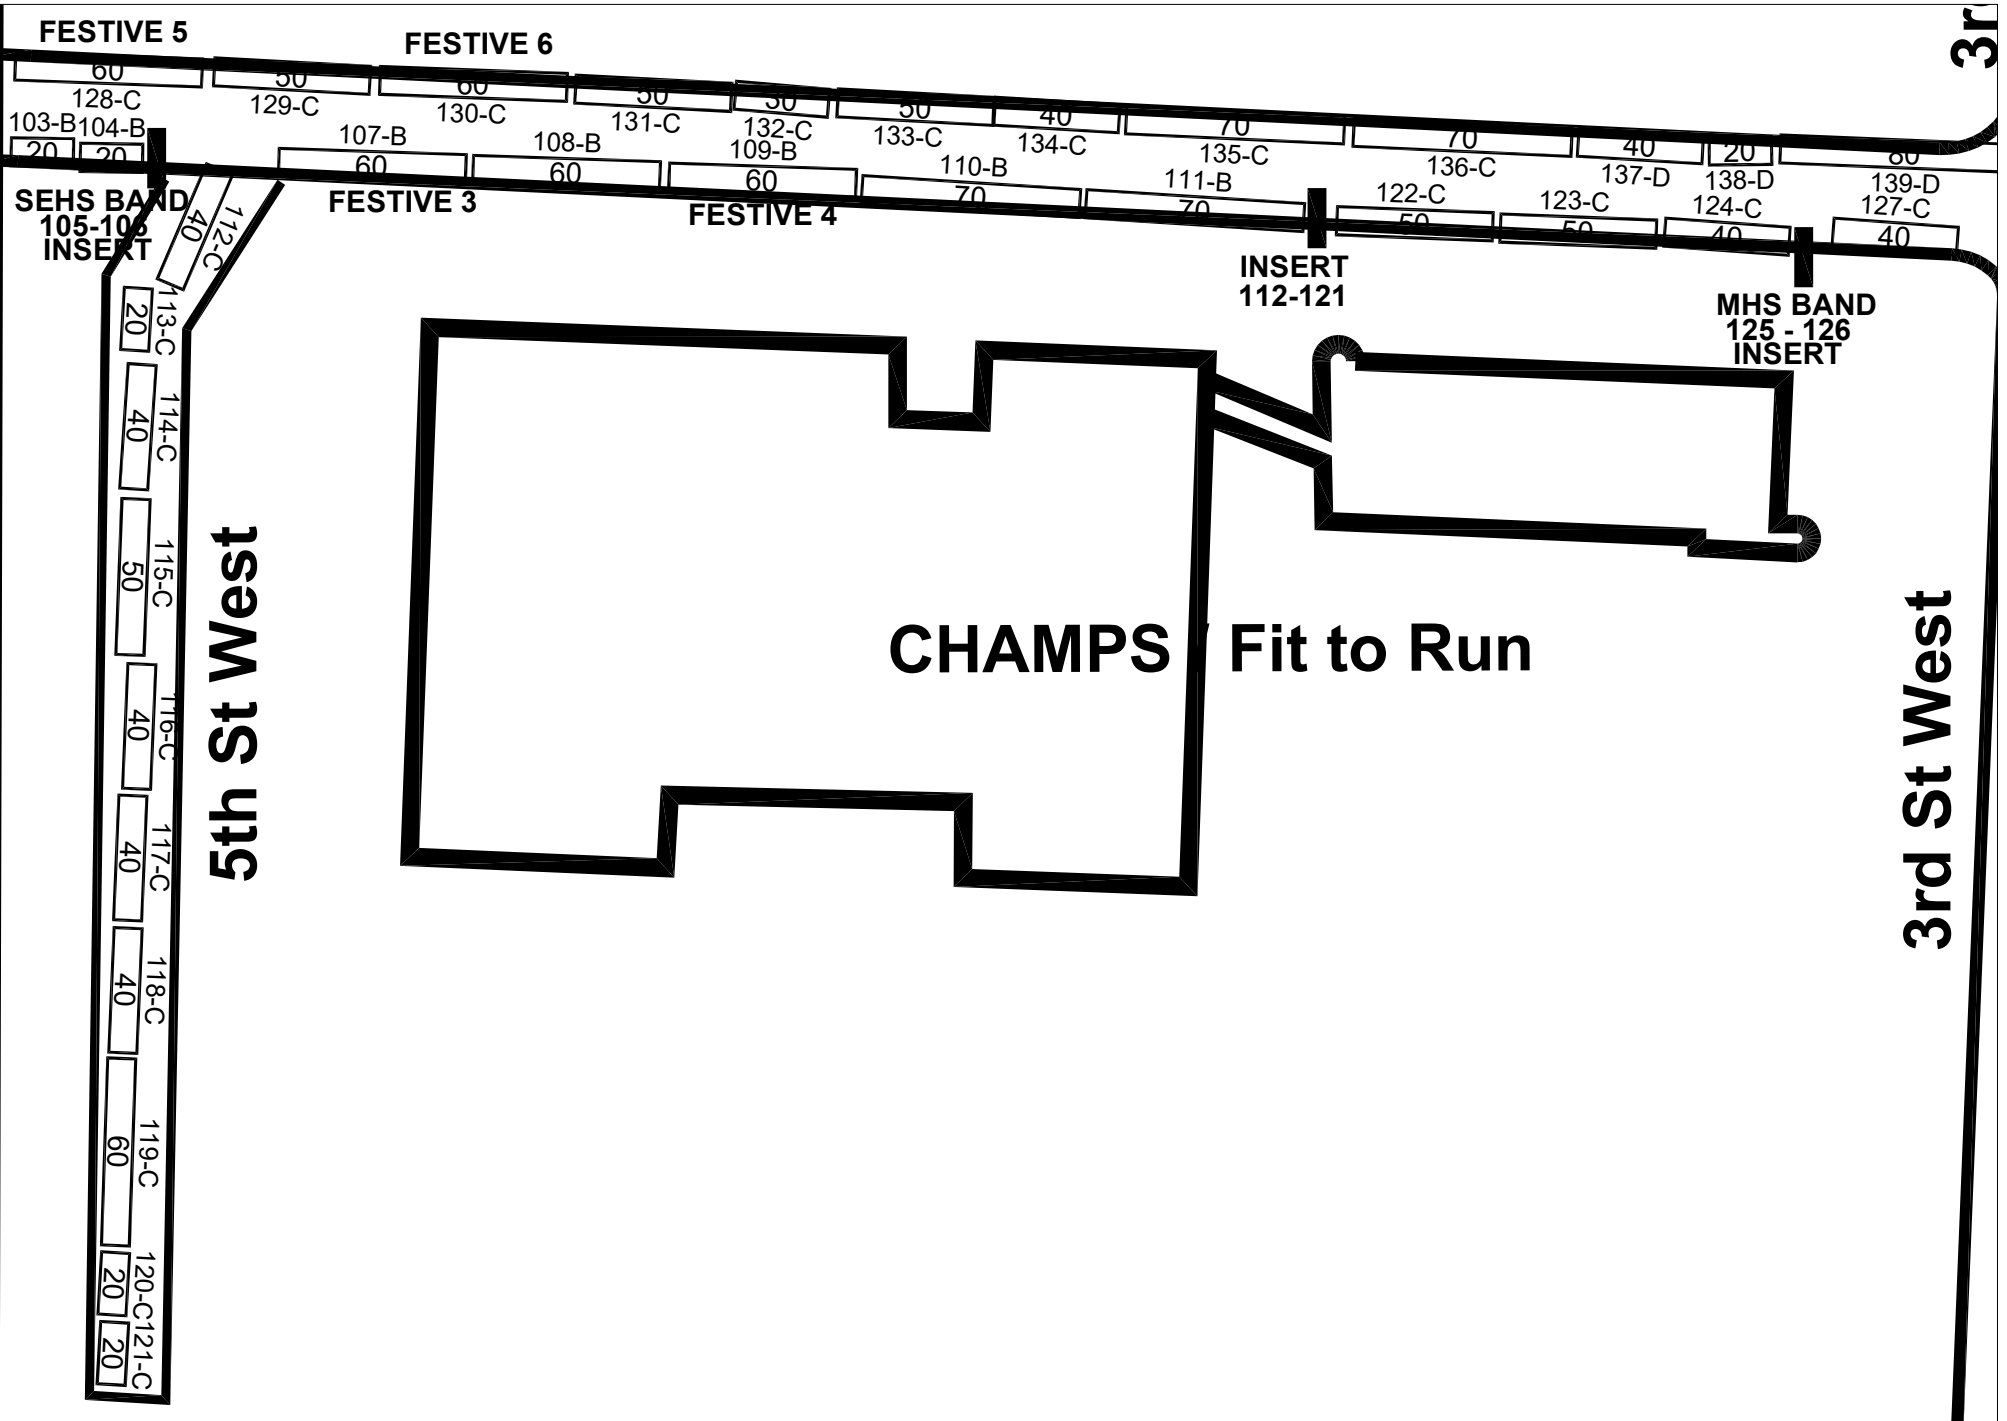 FESTIVE 5
FESTIVE 6
3r
60
50
60
50
30
50
40
70
70
40
20
80
128-C
129-C
130-C
131-C
132-C
133-C
134-C
135-C
136-C
137-D
138-D
139-D
103-B
104-B
107-B
108-B
109-B
110-B
111-B
122-C
123-C
124-C
127-C
20
20
60
60
60
70
70
50
50
40
40
SEHS BAND
105-106
INSERT
FESTIVE 3
FESTIVE 4
INSERT
112-121
MHS BAND
125 - 126
INSERT
112-C
40
113-C
20
114-C
40
115-C
50
116-C
40
117-C
40
118-C
40
119-C
60
120-C
20
121-C
20
5th St West
CHAMPS / Fit to Run
3rd St West